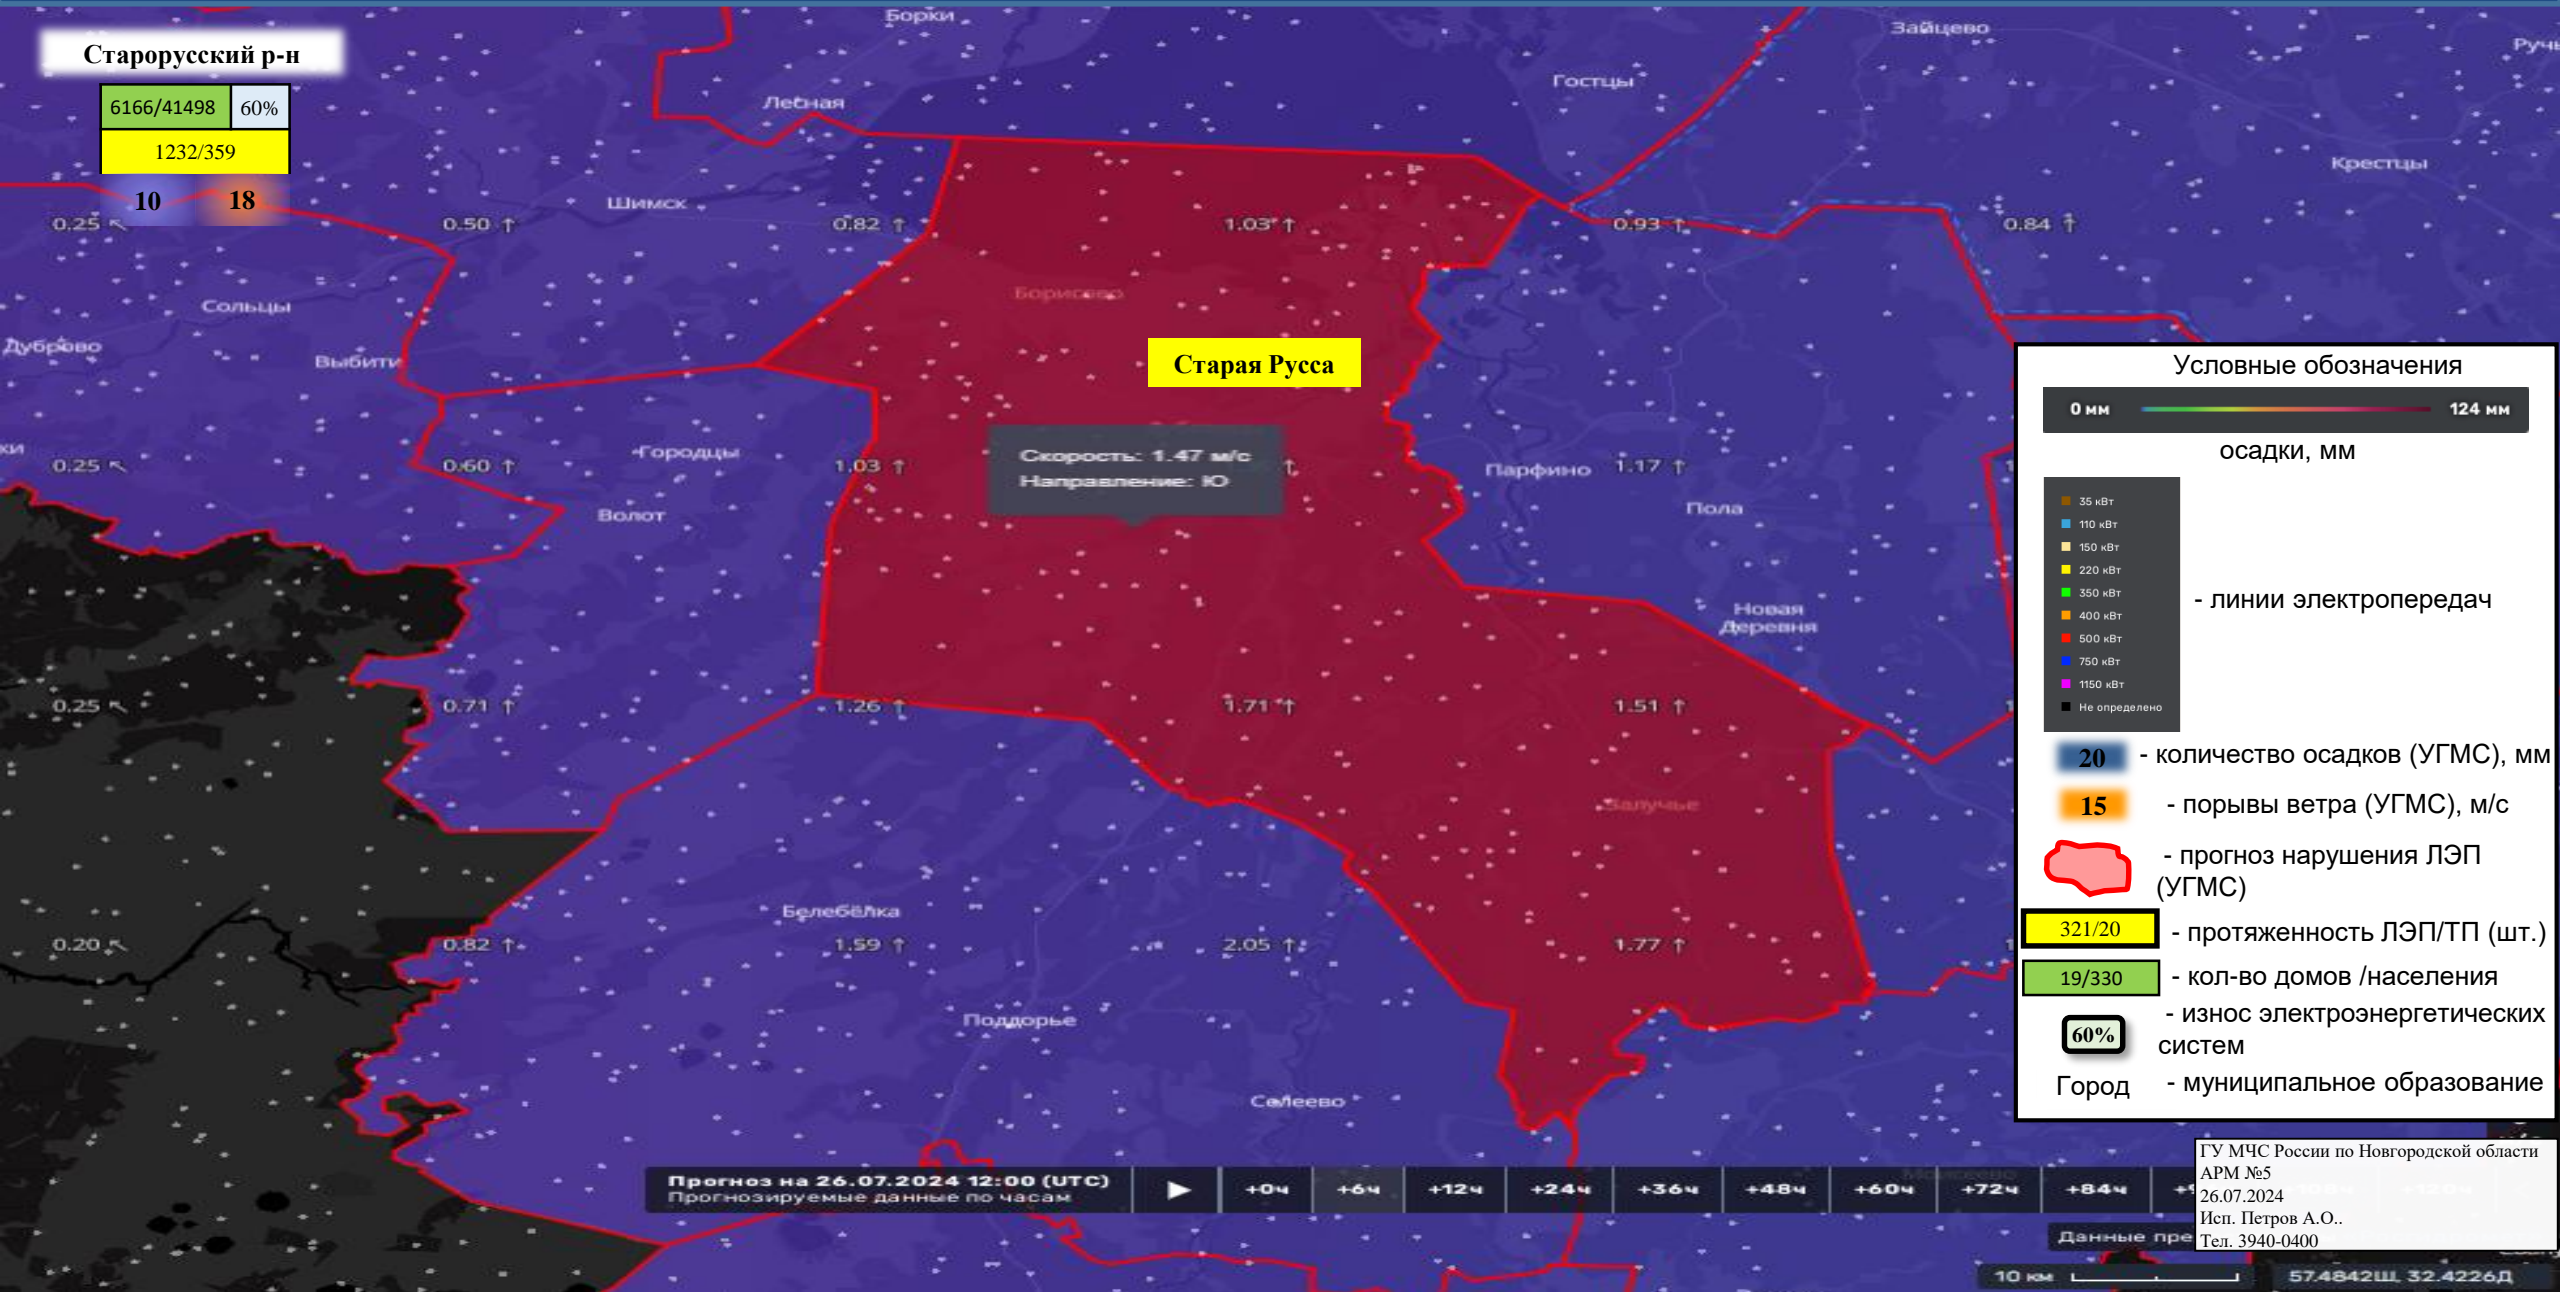 Старорусский р-н
6166/41498 60%
1232/359
10 18
Борки
Зайцево
Лесная
Гостцы
Крестцы
Шимск
0.25 ↖ 0.50 ↑ 0.82 ↑ 1.03 ↑ 0.93 ↑ 0.84 ↑
Борисово
Сольцы
Дуброво
Выбити
Старая Русса
Скорость: 1.47 м/с
Направление: Ю
Городцы
0.25 ↖ 0.60 ↑ 1.03 ↑ Парфино 1.17 ↑
Волот
Пола
Новая
Деревня
0.25 ↖ 0.71 ↑ 1.26 ↑ 1.71 ↑ 1.51 ↑
Залучье
Белебёлка
0.20 ↖ 0.82 ↑ 1.59 ↑ 2.05 ↑ 1.77 ↑
Поддорье
Селеево
Условные обозначения
0 мм 124 мм
осадки, мм
35 кВт
110 кВт
150 кВт
220 кВт
350 кВт
400 кВт
500 кВт
750 кВт
1150 кВт
Не определено
- линии электропередач
20 - количество осадков (УГМС), мм
15 - порывы ветра (УГМС), м/с
- прогноз нарушения ЛЭП
(УГМС)
321/20 - протяженность ЛЭП/ТП (шт.)
19/330 - кол-во домов /населения
60% - износ электроэнергетических
систем
Город - муниципальное образование
Прогноз на 26.07.2024 12:00 (UTC)
Прогнозируемые данные по часам
+0ч +6ч +12ч +24ч +36ч +48ч +60ч +72ч +84ч
ГУ МЧС России по Новгородской области
АРМ №5
26.07.2024
Исп. Петров А.О..
Тел. 3940-0400
Данные пре
10 км
57.4842Ш, 32.4226Д